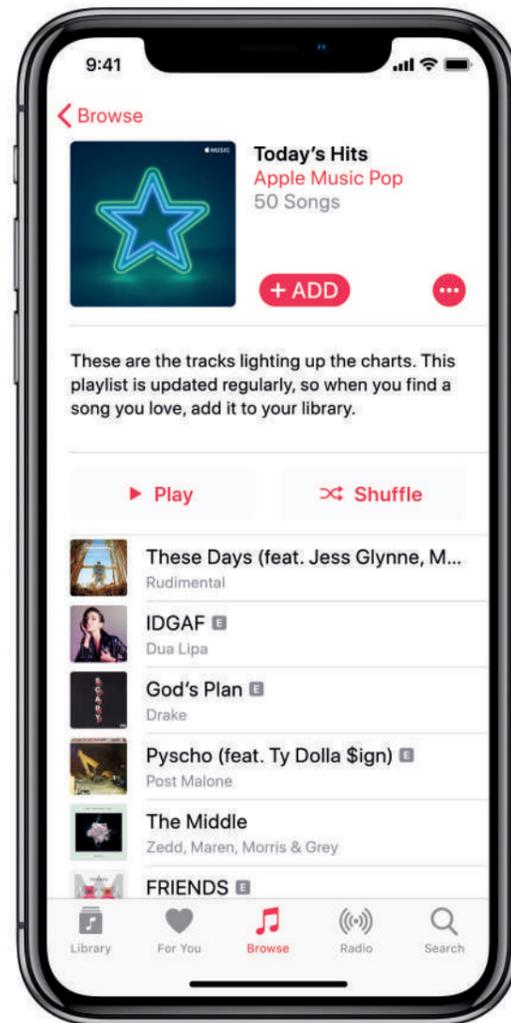 9:41
Browse
MUSIC
Today's Hits
Apple Music Pop
50 Songs
+ ADD
These are the tracks lighting up the charts. This
playlist is updated regularly, so when you find a
song you love, add it to your library.
Play
Shuffle
These Days (feat. Jess Glynne, M...
Rudimental
IDGAF E
Dua Lipa
God's Plan E
Drake
Pyscho (feat. Ty Dolla $ign) E
Post Malone
The Middle
Zedd, Maren, Morris & Grey
FRIENDS E
Library
For You
Browse
Radio
Search